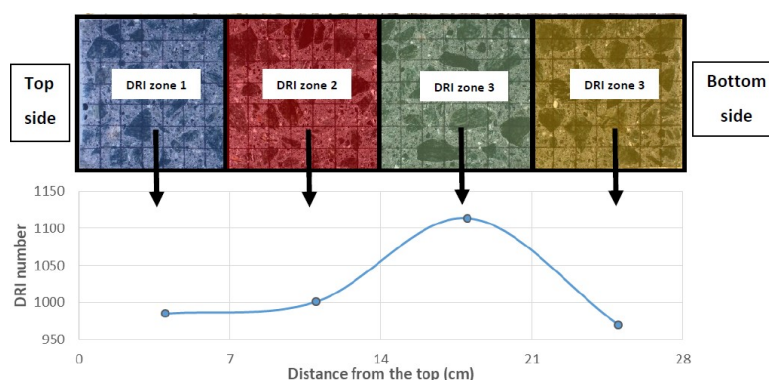 Top
side
DRI zone 1
DRI zone 2
DRI zone 3
DRI zone 3
Bottom
side
DRI number
1150
1100
1050
1000
950
0
7
14
21
28
Distance from the top (cm)